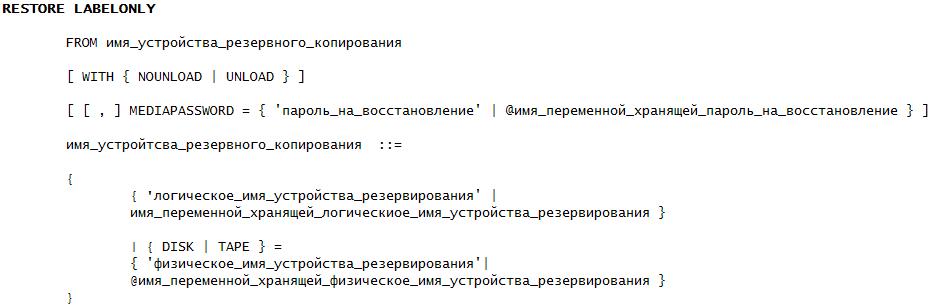 RESTORE LABELONLY
FROM имя_устройства_резервного_копирования
[ WITH { NOUNLOAD | UNLOAD } ]
[ [ , ] MEDIAPASSWORD = { 'пароль_на_восстановление' | @имя_переменной_хранящей_пароль_на_восстановление } ]
имя_устройтсва_резервного_копирования ::=
{
{ 'логическое_имя_устройства_резервирования' |
имя_переменной_хранящей_логическиое_имя_устройства_резервирования }
| { DISK | TAPE } =
{ 'физическое_имя_устройства_резервирования'|
@имя_переменной_хранящей_физическое_имя_устройства_резервирования }
}